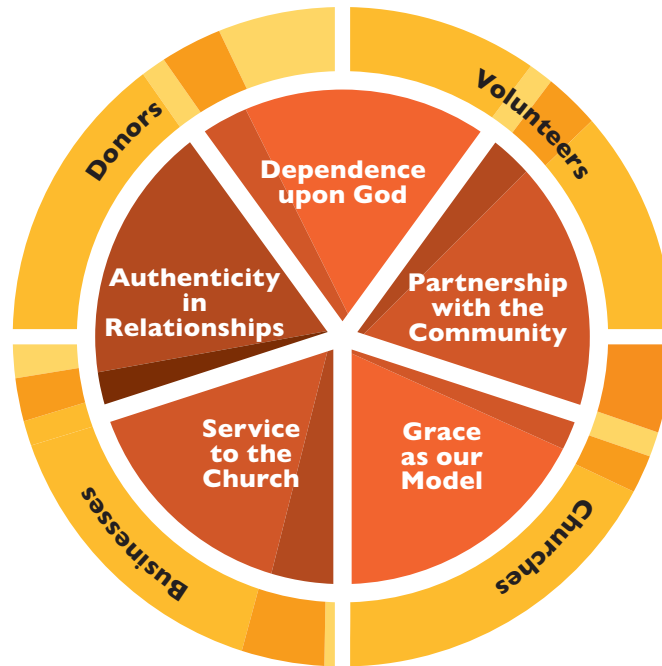 Donors
Volunteers
Dependence
upon God
Authenticity
in
Relationships
Partnership
with the
Community
Service
to the
Church
Grace
as our
Model
Businesses
Churches